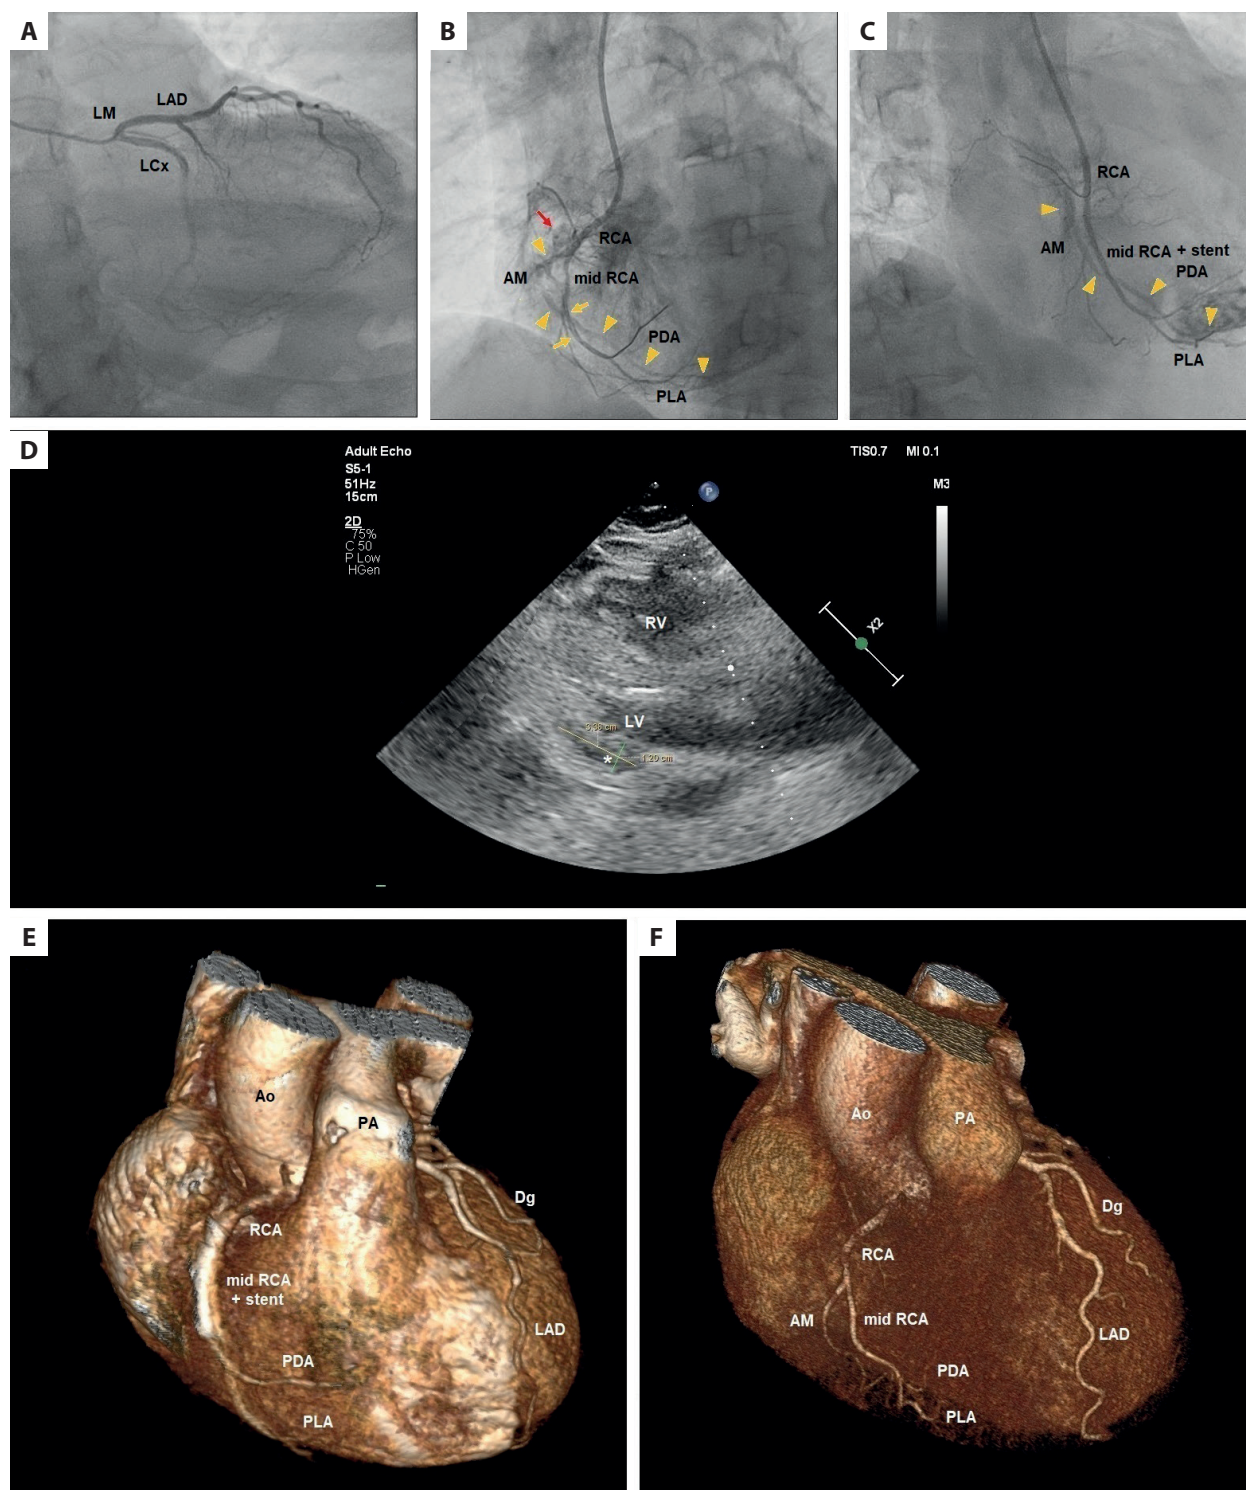 A
LM
LAD
LCx
B
RCA
AM
mid RCA
PDA
PLA
C
RCA
AM
mid RCA + stent
PDA
PLA
D
Adult Echo
S5-1
51Hz
15cm
2D
75%
C 50
P Low
HGen
TIS0.7 MI 0.1
M3
P
X2
RV
LV
*
1.20 cm
E
Ao
PA
Dg
RCA
mid RCA
+ stent
LAD
PDA
PLA
F
Ao
PA
Dg
RCA
AM
mid RCA
LAD
PDA
PLA